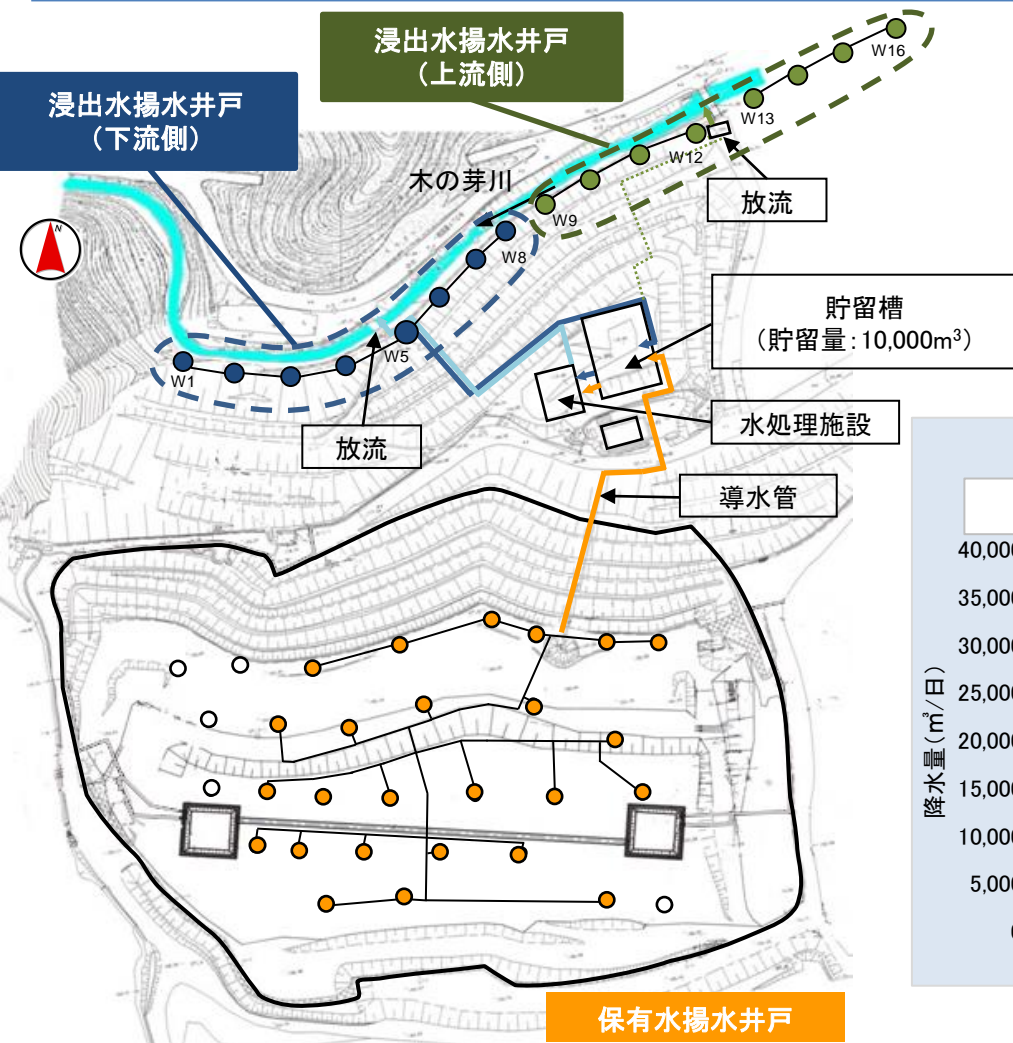 浸出水揚水井戸
（上流側）
浸出水揚水井戸
（下流側）
W16
W13
W12
W9
木の芽川
放流
N
W8
W5
W1
放流
貯留槽
（貯留量：10,000m³）
水処理施設
導水管
降水量（㎥/日）
40,000
35,000
30,000
25,000
20,000
15,000
10,000
5,000
0
保有水揚水井戸